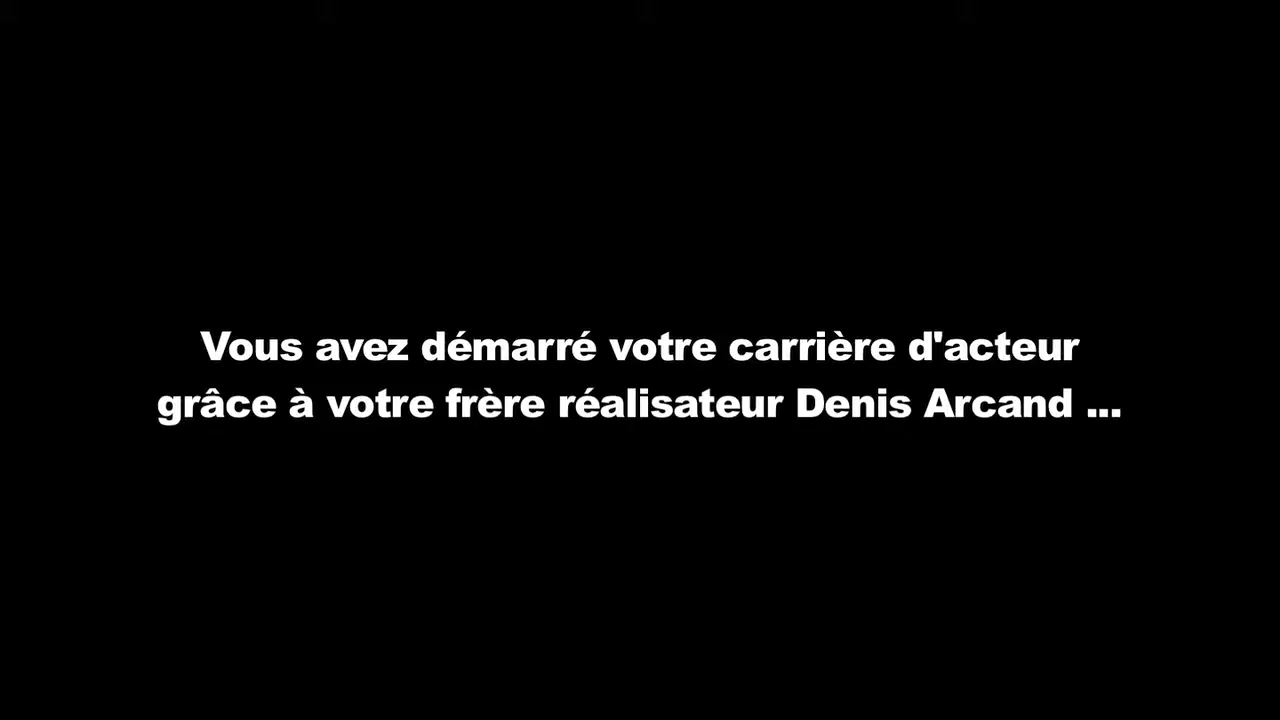 Vous avez démarré votre carrière d'acteur
grâce à votre frère réalisateur Denis Arcand ...